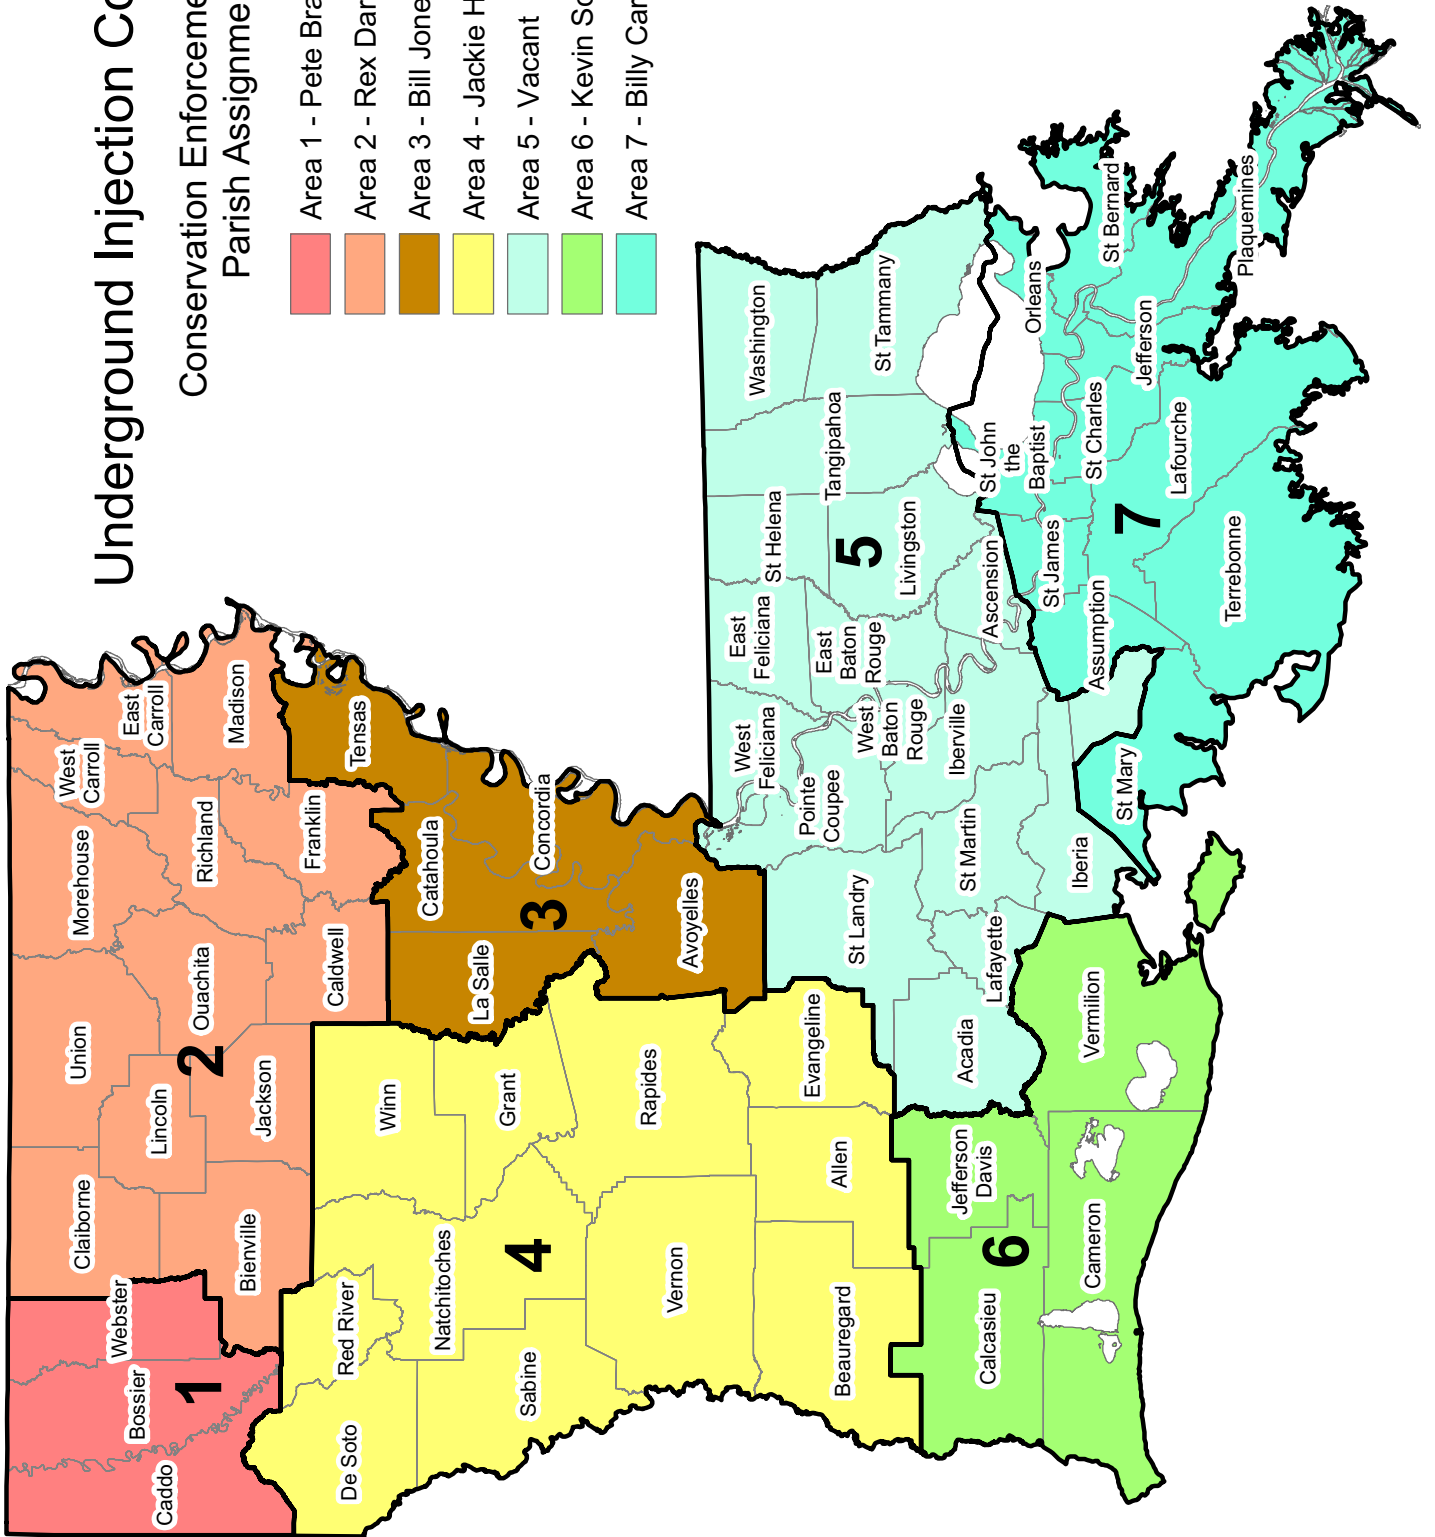 Underground Injection Co
Conservation Enforceme
Parish Assignme
Area 1 - Pete Bra
Area 2 - Rex Dar
Area 3 - Bill Jone
Area 4 - Jackie H
Area 5 - Vacant
Area 6 - Kevin So
Area 7 - Billy Car
Caddo
Bossier
Webster
1
Claiborne
Union
Morehouse
West
Carroll
East
Carroll
Lincoln
2
Ouachita
Richland
Madison
Bienville
Jackson
Caldwell
Franklin
Tensas
De Soto
Red River
Winn
Natchitoches
Grant
La Salle
Catahoula
Concordia
3
Sabine
4
Vernon
Rapides
Avoyelles
Beauregard
Allen
Evangeline
St Landry
Pointe
Coupee
West
Feliciana
East
Feliciana
St Helena
Washington
Tangipahoa
St Tammany
West
Baton
Rouge
East
Baton
Rouge
5
Livingston
Calcasieu
6
Jefferson
Davis
Acadia
Lafayette
St Martin
Iberville
Ascension
St John
the
Baptist
Orleans
Cameron
Vermilion
Iberia
St Mary
Assumption
St James
St Charles
Jefferson
St Bernard
7
Lafourche
Terrebonne
Plaquemines